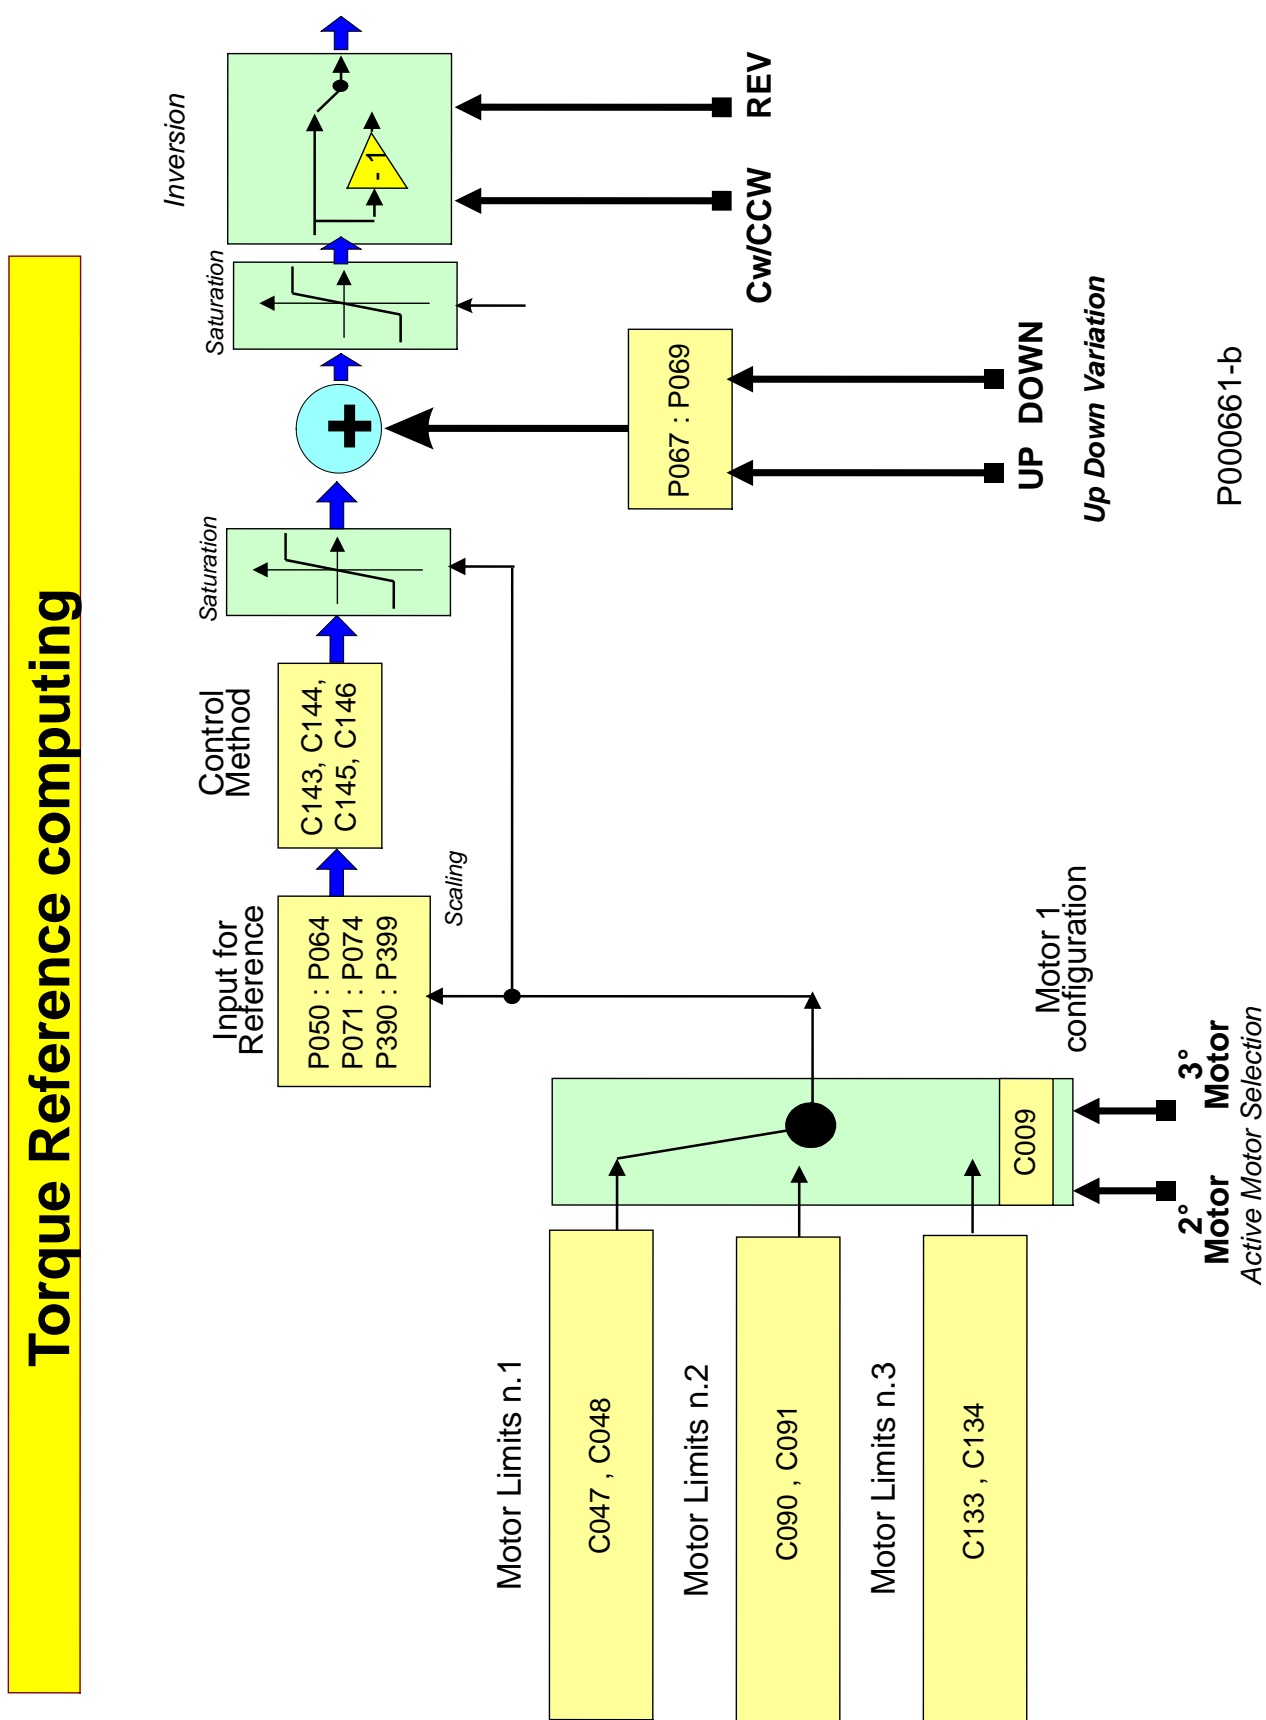 Torque Reference computing
Inversion
- 1
REV
Cw/CCW
Saturation
P067 : P069
UP DOWN
Up Down Variation
Saturation
Control
Method
C143, C144,
C145, C146
Input for
Reference
P050 : P064
P071 : P074
P390 : P399
Scaling
Motor 1
configuration
C009
2°
Motor
3°
Motor
Active Motor Selection
Motor Limits n.1
C047 , C048
Motor Limits n.2
C090 , C091
Motor Limits n.3
C133 , C134
P000661-b